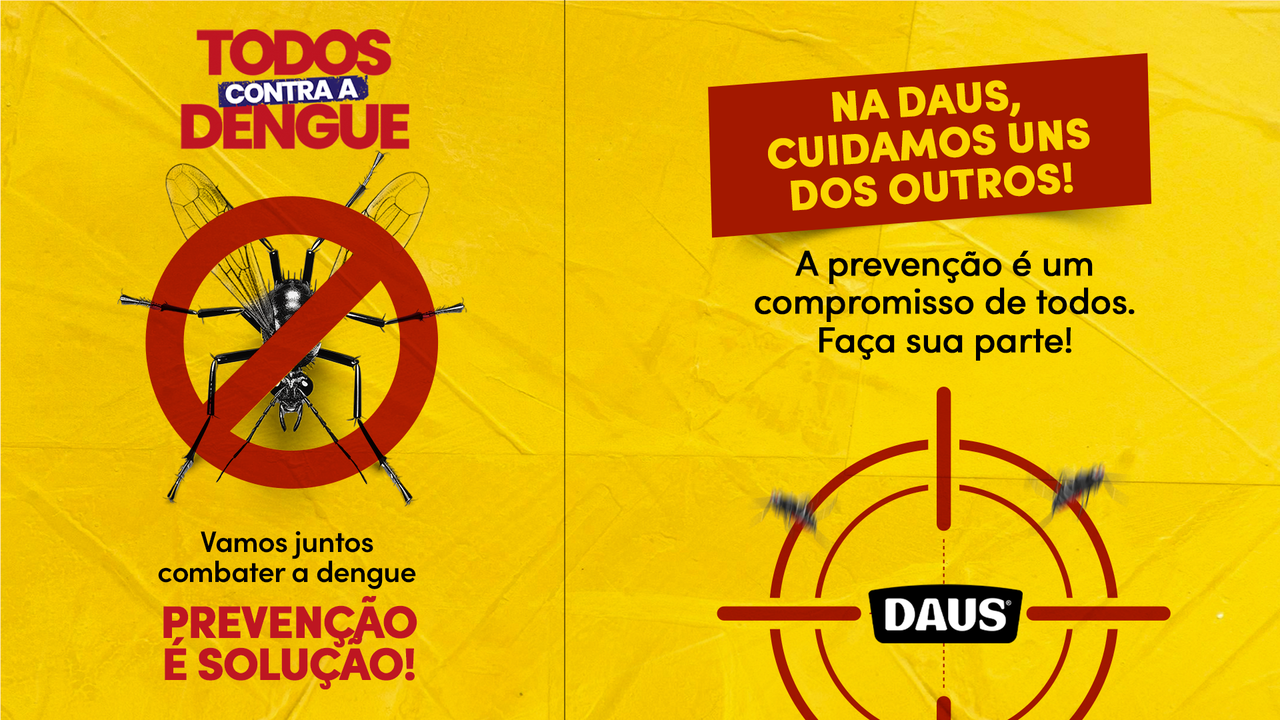 TODOS
CONTRA A
DENGUE
Vamos juntos
combater a dengue
PREVENÇÃO
É SOLUÇÃO!
NA DAUS,
CUIDAMOS UNS
DOS OUTROS!
A prevenção é um
compromisso de todos.
Faça sua parte!
DAUS®